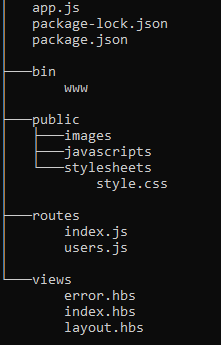 app.js
package-lock.json
package.json
bin
www
public
images
javascripts
stylesheets
style.css
routes
index.js
users.js
views
error.hbs
index.hbs
layout.hbs